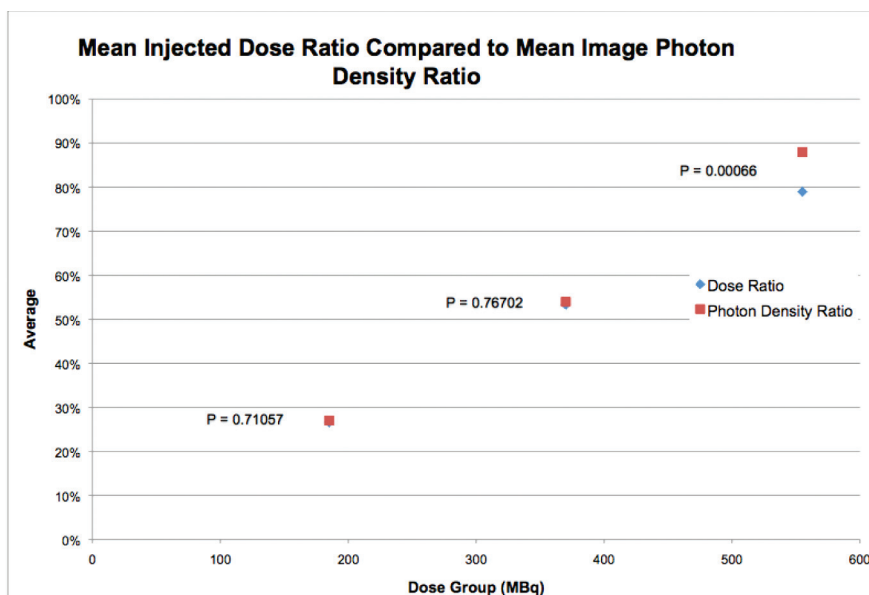 Mean Injected Dose Ratio Compared to Mean Image Photon
Density Ratio
100%
90%
80%
70%
60%
50%
40%
30%
20%
10%
0%
Average
P = 0.00066
P = 0.76702
P = 0.71057
Dose Ratio
Photon Density Ratio
0
100
200
300
400
500
600
Dose Group (MBq)